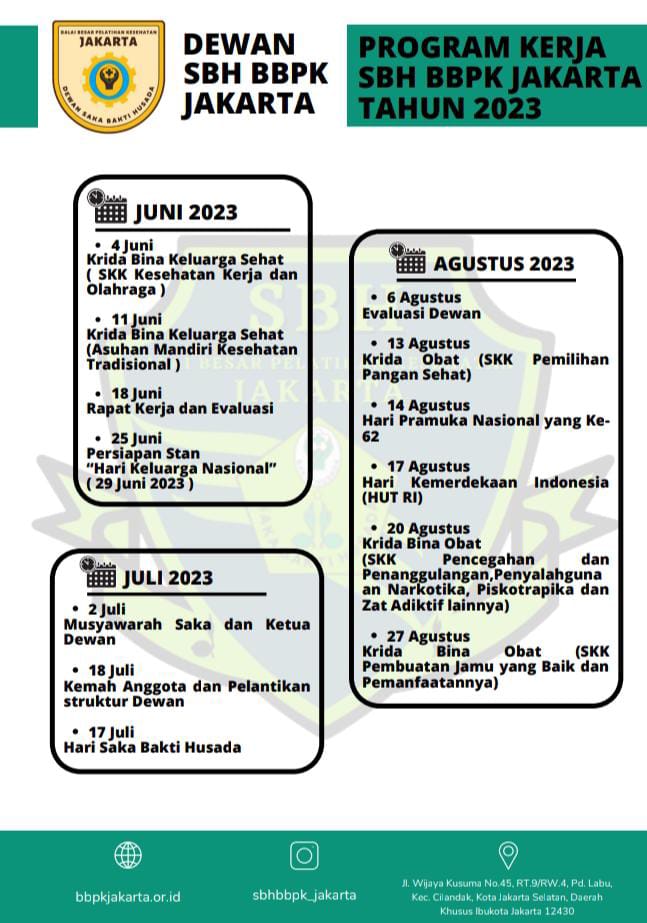 BALAI BESAR PELATIHAN KESEHATAN
JAKARTA
DEWAN SAKA BAKTI HUSADA
DEWAN
SBH BBPK
JAKARTA
PROGRAM KERJA
SBH BBPK JAKARTA
TAHUN 2023
JUNI 2023
• 4 Juni
Krida Bina Keluarga Sehat
( SKK Kesehatan Kerja dan
Olahraga )
• 11 Juni
Krida Bina Keluarga Sehat
(Asuhan Mandiri Kesehatan
Tradisional )
• 18 Juni
Rapat Kerja dan Evaluasi
• 25 Juni
Persiapan Stan
“Hari Keluarga Nasional”
( 29 Juni 2023 )
JULI 2023
• 2 Juli
Musyawarah Saka dan Ketua
Dewan
• 18 Juli
Kemah Anggota dan Pelantikan
struktur Dewan
• 17 Juli
Hari Saka Bakti Husada
AGUSTUS 2023
• 6 Agustus
Evaluasi Dewan
• 13 Agustus
Krida Obat (SKK Pemilihan
Pangan Sehat)
• 14 Agustus
Hari Pramuka Nasional yang Ke-
62
• 17 Agustus
Hari Kemerdekaan Indonesia
(HUT RI)
• 20 Agustus
Krida Bina Obat
(SKK Pencegahan dan
Penanggulangan,Penyalahguna
an Narkotika, Piskotrapika dan
Zat Adiktif lainnya)
• 27 Agustus
Krida Bina Obat (SKK
Pembuatan Jamu yang Baik dan
Pemanfaatannya)
SBH
JAKARTA
bbpkjakarta.or.id
sbhbbpk_jakarta
Jl. Wijaya Kusuma No.45, RT.9/RW.4, Pd. Labu,
Kec. Cilandak, Kota Jakarta Selatan, Daerah
Khusus Ibukota Jakarta 12430